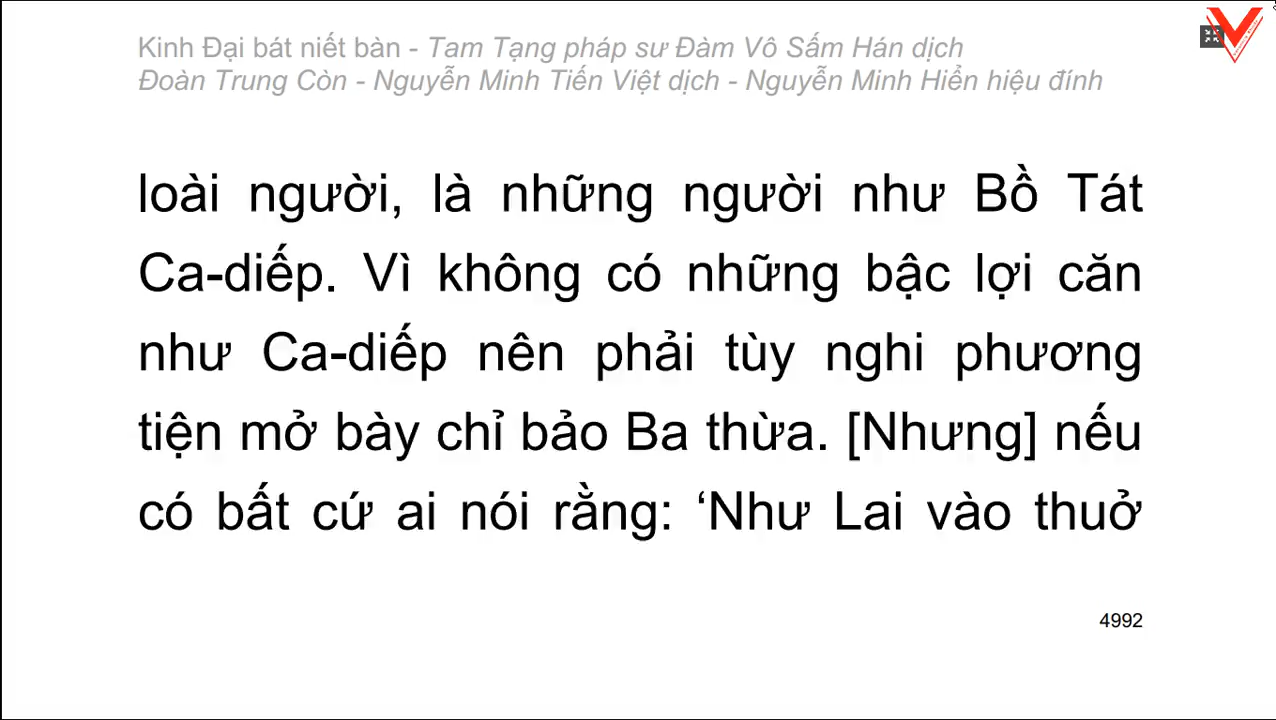 Kinh Đại bát niết bàn - Tam Tạng pháp sư Đàm Vô Sấm Hán dịch
Đoàn Trung Còn - Nguyễn Minh Tiến Việt dịch - Nguyễn Minh Hiển hiệu đính
loài người, là những người như Bồ Tát
Ca-diếp. Vì không có những bậc lợi căn
như Ca-diếp nên phải tùy nghi phương
tiện mở bày chỉ bảo Ba thừa. [Nhưng] nếu
có bất cứ ai nói rằng: ‘Như Lai vào thuở
4992